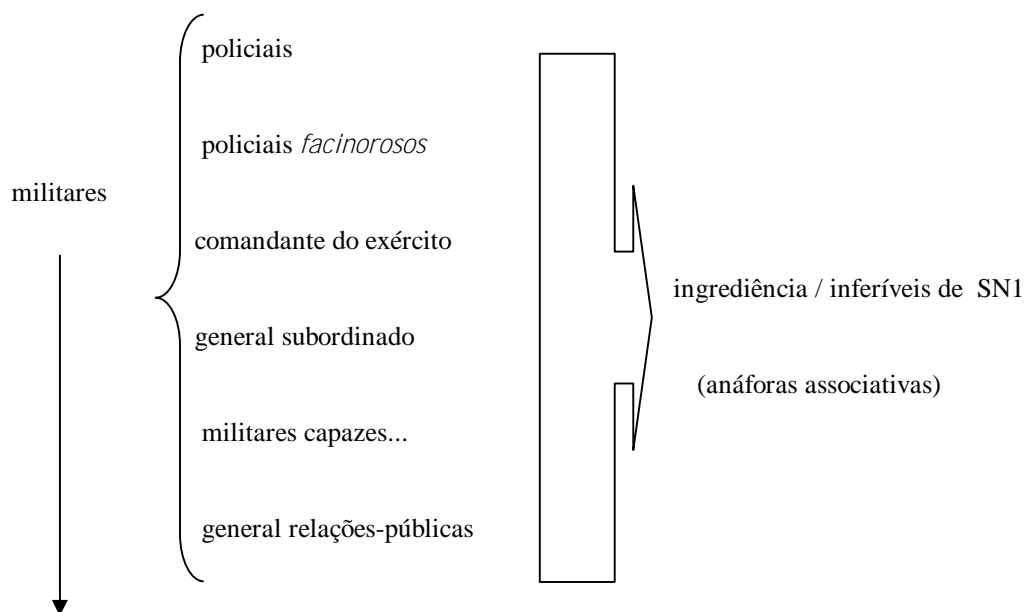 policiais
policiais facinorosos
militares
comandante do exército
ingrediência / inferíveis de SN1
general subordinado
(anáforas associativas)
militares capazes...
general relações-públicas